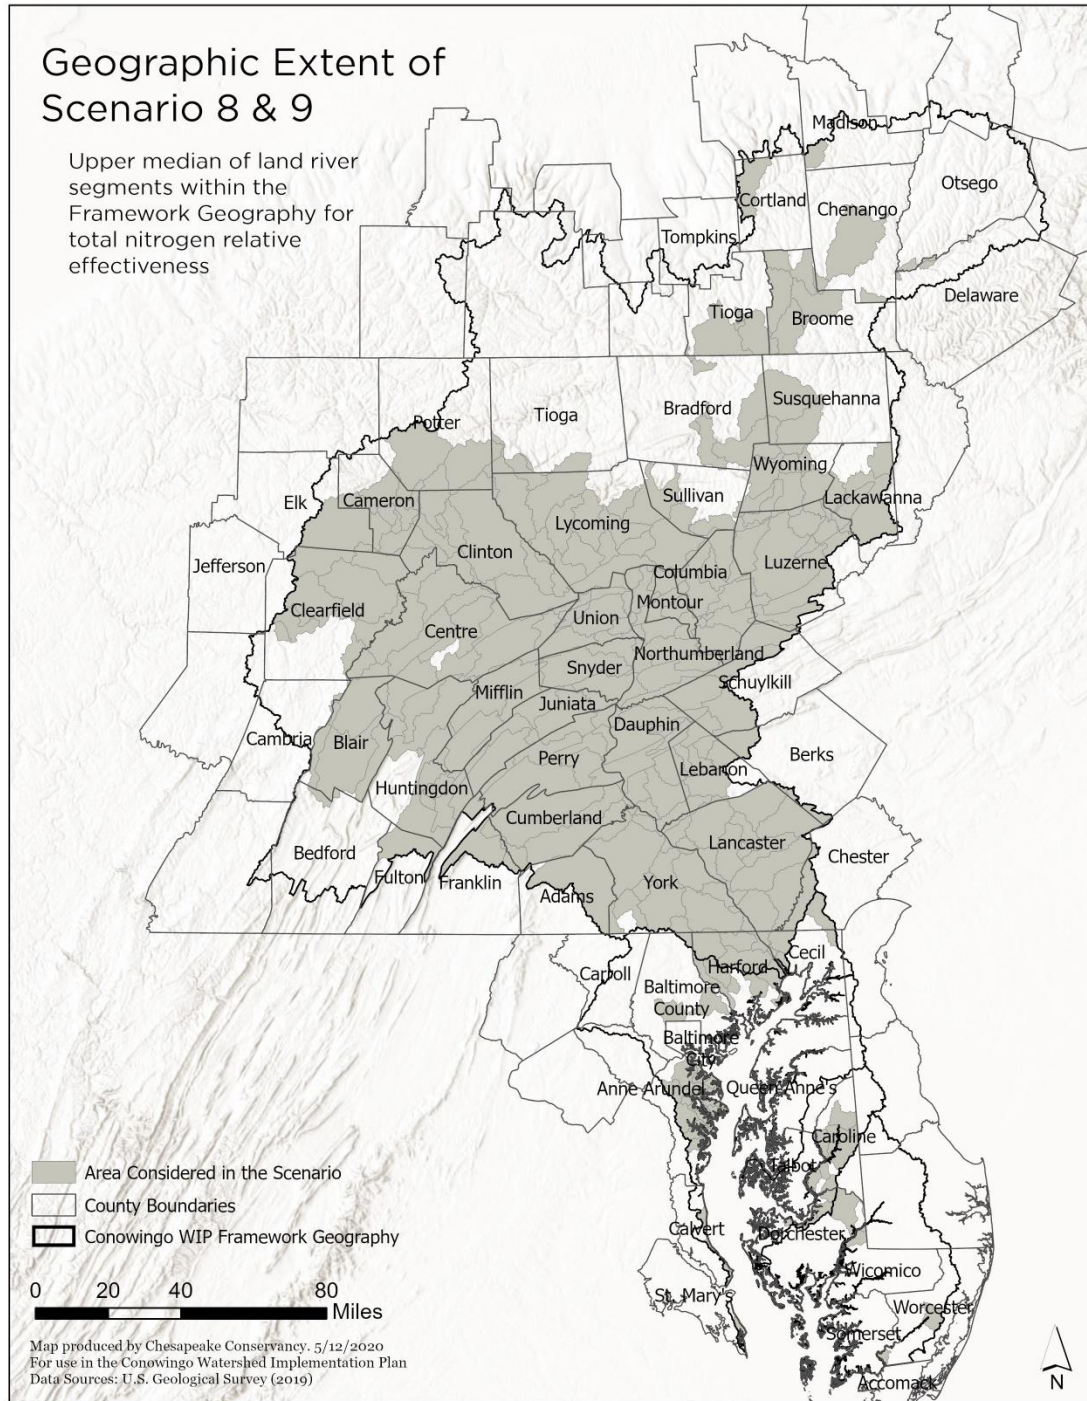 Geographic Extent of
Scenario 8 & 9
Upper median of land river
segments within the
Framework Geography for
total nitrogen relative
effectiveness
Madison
Otsego
Cortland
Chenango
Tompkins
Delaware
Tioga
Broome
Susquehanna
Bradford
Tioga
Potter
Wyoming
Sullivan
Lackawanna
Elk
Cameron
Lycoming
Clinton
Jefferson
Luzerne
Columbia
Clearfield
Montour
Union
Centre
Northumberland
Snyder
Schuylkill
Mifflin
Juniata
Dauphin
Cambria
Blair
Berks
Perry
Lebanon
Huntingdon
Cumberland
Lancaster
Bedford
Chester
Fulton
Franklin
York
Adams
Cecil
Harford
Carroll
Baltimore
County
Baltimore
City
Anne Arundel
Queen Anne's
Caroline
Talbot
Calvert
Dorchester
Wicomico
St. Mary's
Worcester
Somerset
Accomack
Area Considered in the Scenario
County Boundaries
Conowingo WIP Framework Geography
0 20 40 80
Miles
Map produced by Chesapeake Conservancy. 5/12/2020
For use in the Conowingo Watershed Implementation Plan
Data Sources: U.S. Geological Survey (2019)
N